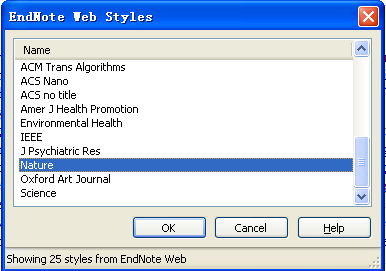 EndNote Web Styles
Name
ACM Trans Algorithms
ACS Nano
ACS no title
Amer J Health Promotion
Environmental Health
IEEE
J Psychiatric Res
Nature
Oxford Art Journal
Science
OK Cancel Help
Showing 25 styles from EndNote Web